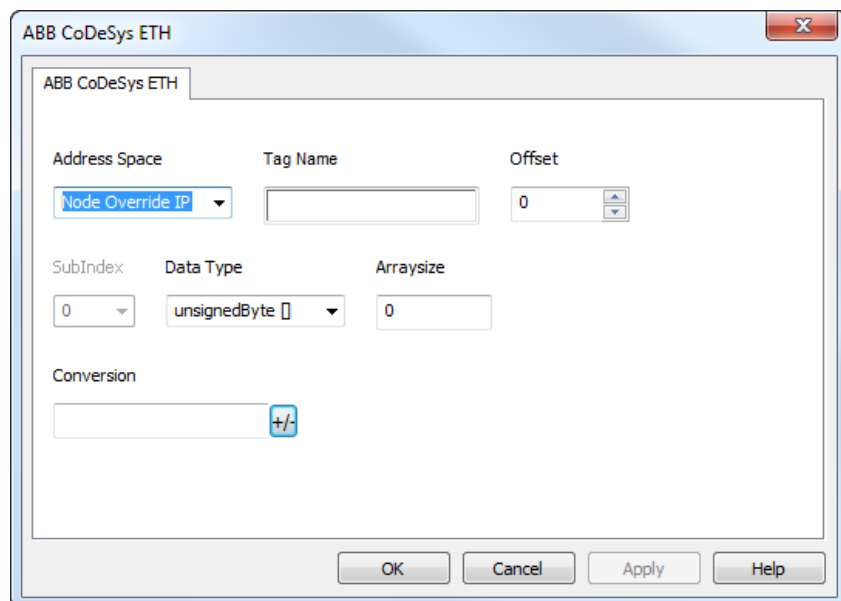 ABB CoDeSys ETH
ABB CoDeSys ETH
Address Space Tag Name Offset
Node Override IP 0
SubIndex Data Type Arraysize
0 unsignedByte [] 0
Conversion
+/-
OK Cancel Apply Help